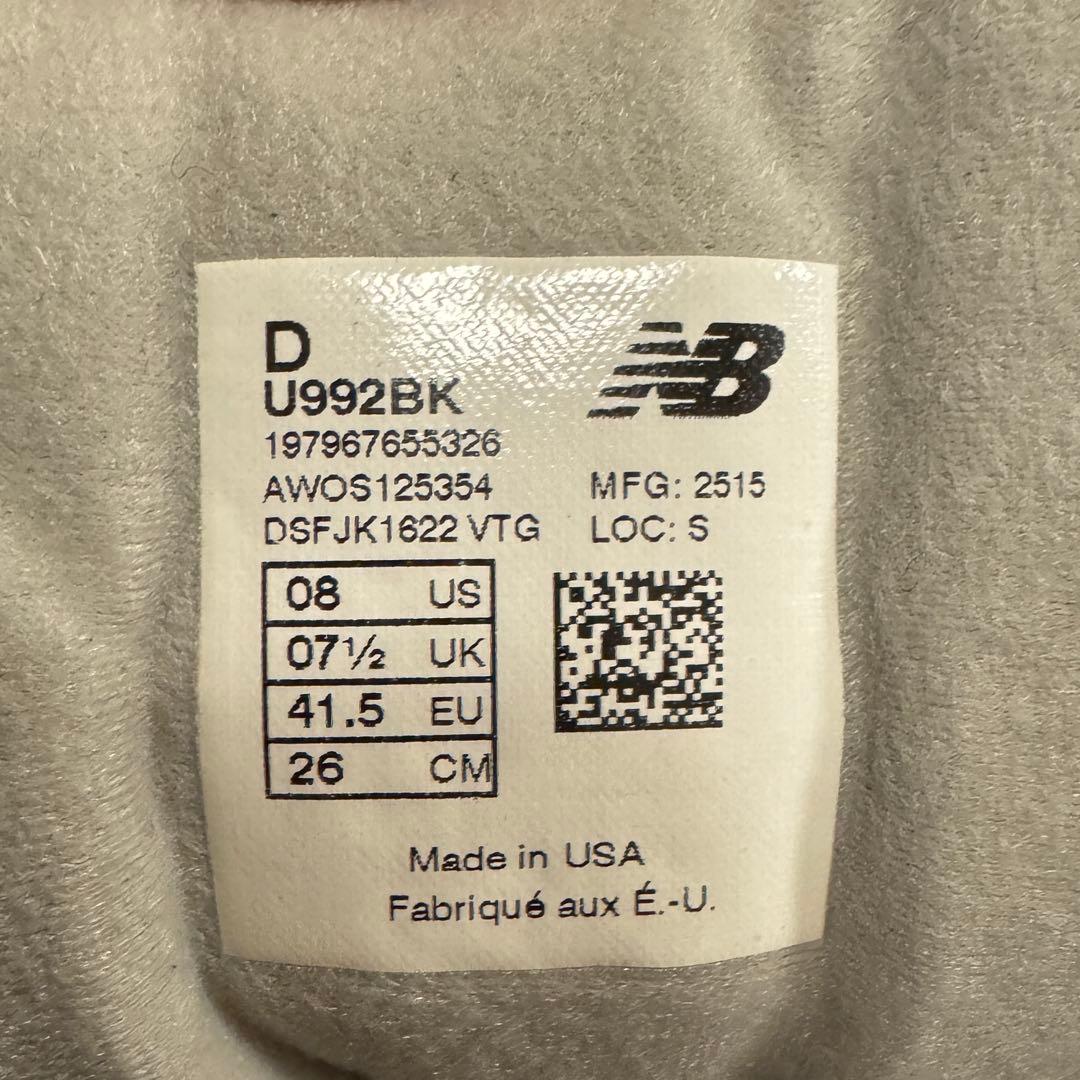 D
U992BK
197967655326
AWOS125354
DSFJK1622 VTG
NB
MFG: 2515
LOC: S
08 US
07½ UK
41.5 EU
26 CM
Made in USA
Fabriqué aux É.-U.